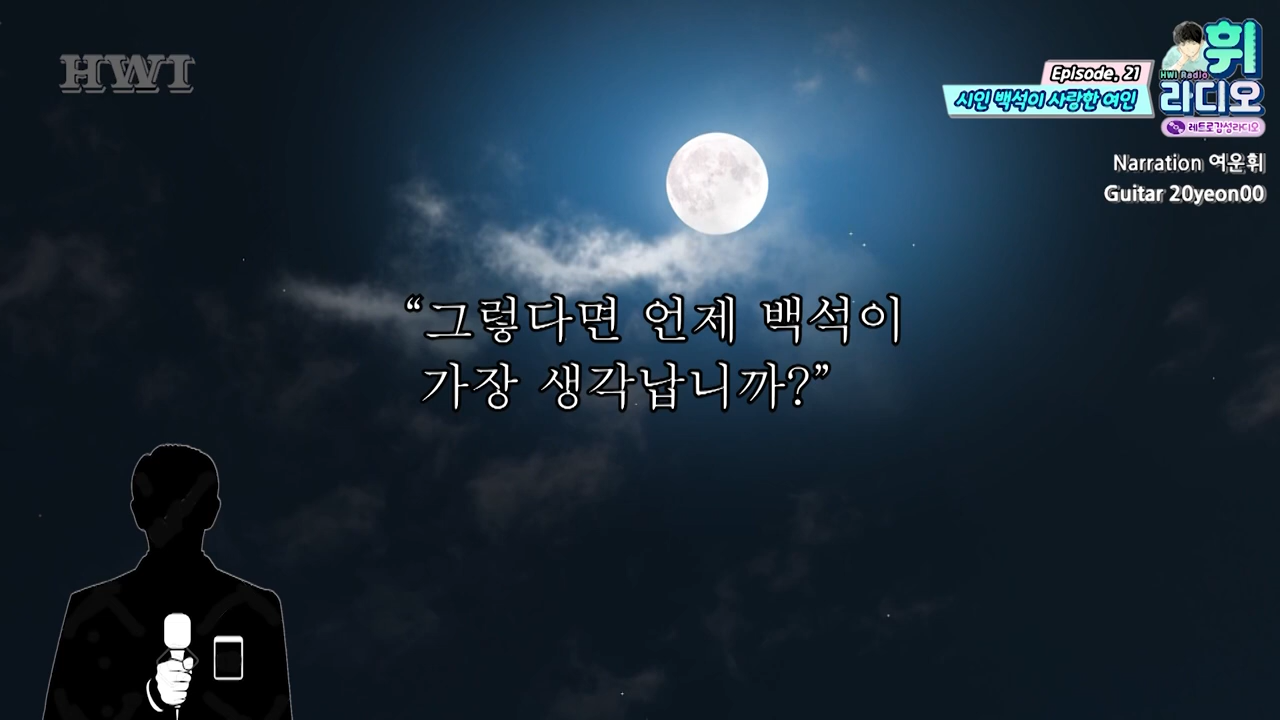 HWI
Episode. 21
시인 백석이 사랑한 여인
휘
HWI Radio
라디오
레트로감성라디오
Narration 여운휘
Guitar 20yeon00
“그렇다면 언제 백석이
가장 생각납니까?”